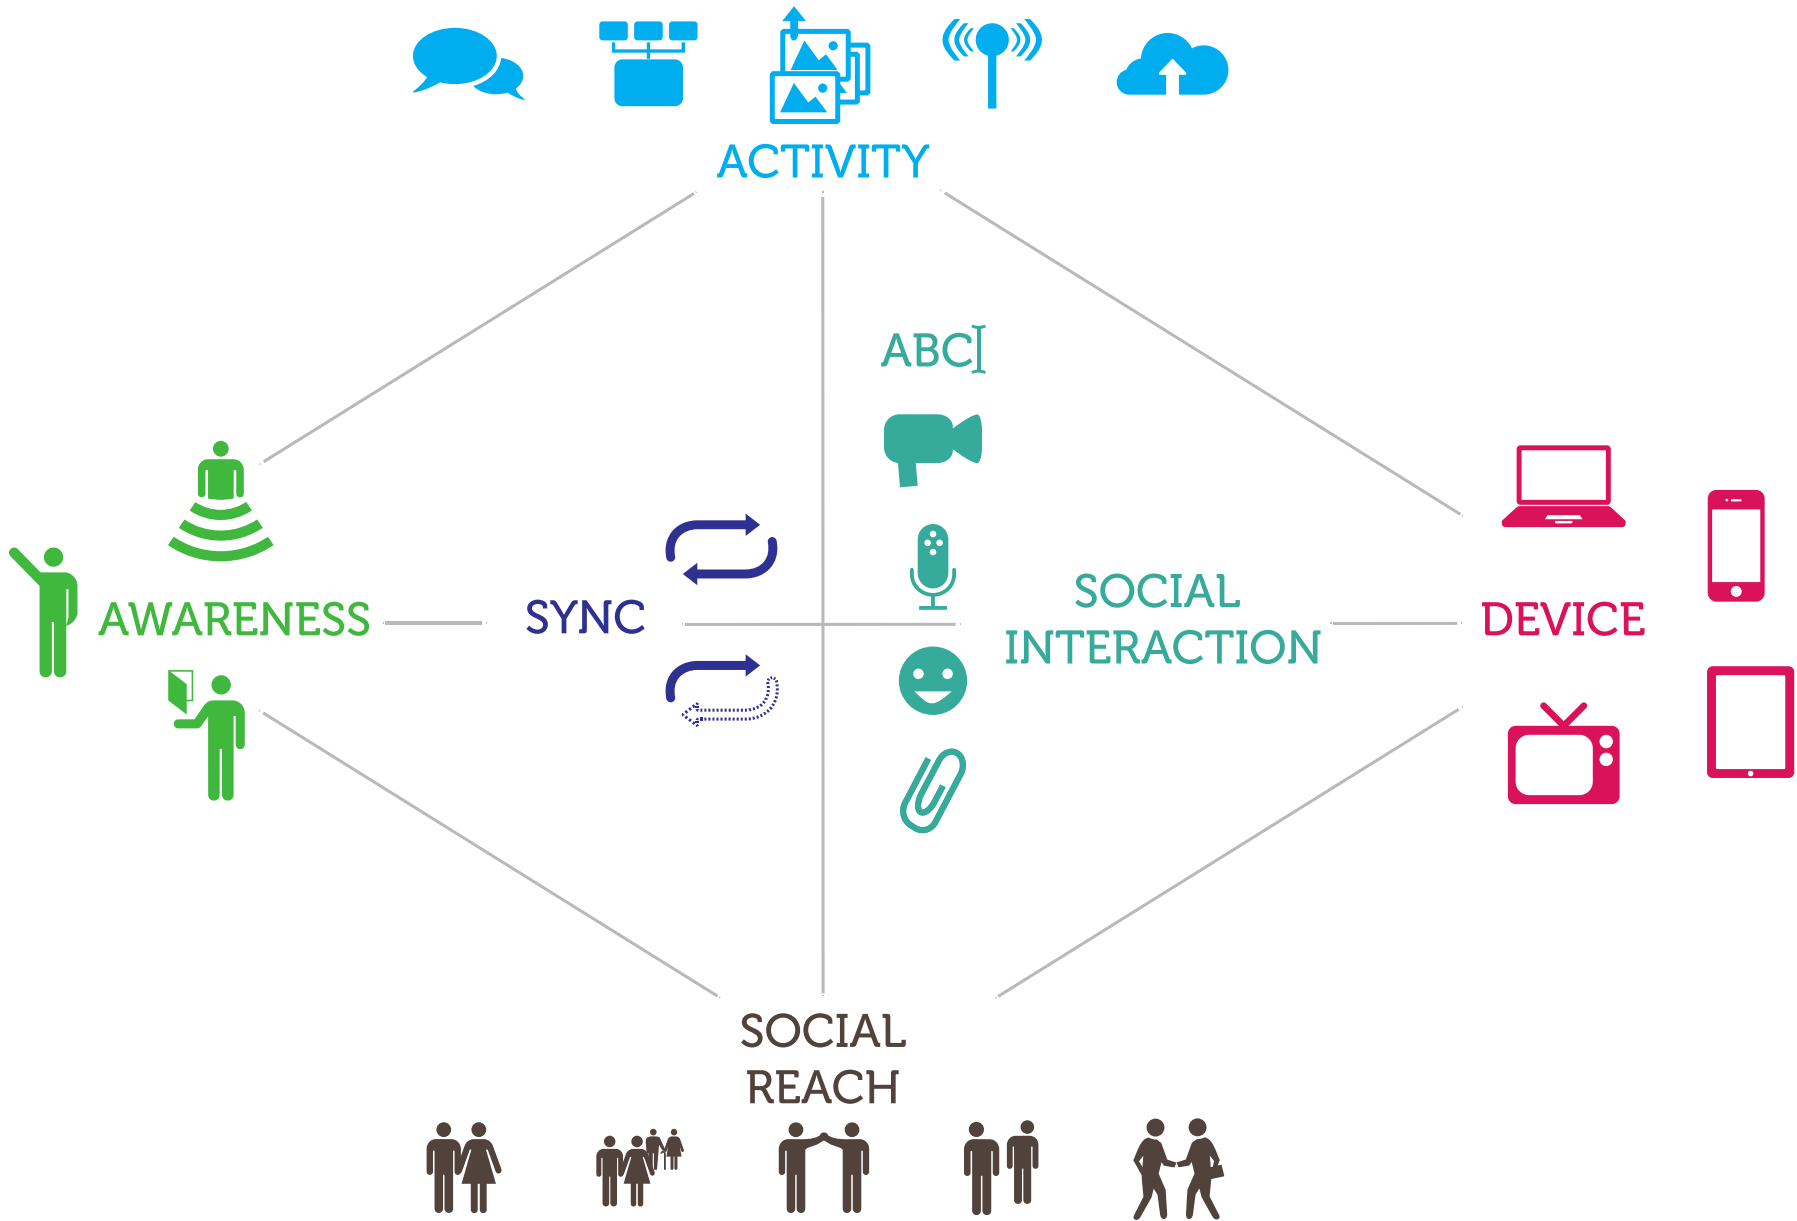 ACTIVITY
ABC
AWARENESS
SYNC
SOCIAL
INTERACTION
DEVICE
SOCIAL
REACH